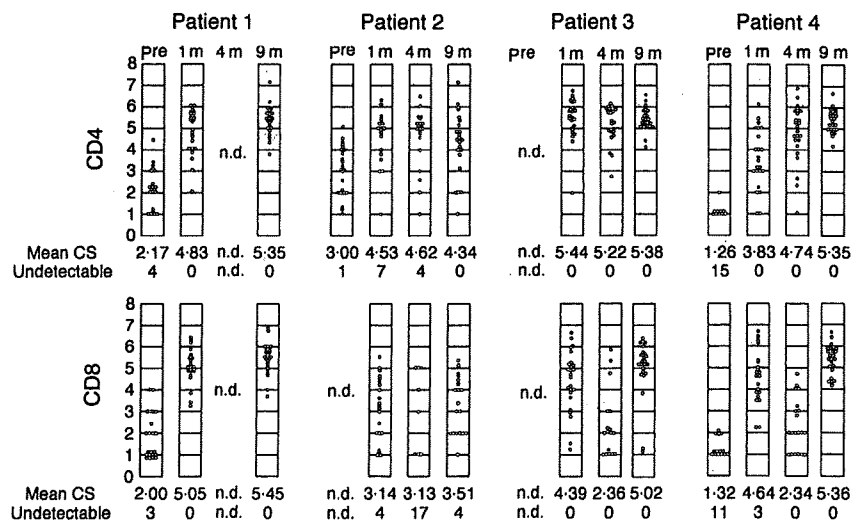 Patient 1 Patient 2 Patient 3 Patient 4
pre 1 m 4 m 9 m pre 1 m 4 m 9 m pre 1 m 4 m 9 m pre 1 m 4 m 9 m
8
7
6
5
4
3
2
1
0
CD4
n.d. n.d.
Mean CS 2·17 4·83 n.d. 5·35 3·00 4·53 4·62 4·34 n.d. 5·44 5·22 5·38 1·26 3·83 4·74 5·35
Undetectable 4 0 n.d. 0 1 7 4 0 n.d. 0 0 0 15 0 0 0
8
7
6
5
4
3
2
1
0
CD8
n.d. n.d. n.d.
Mean CS 2·00 5·05 n.d. 5·45 n.d. 3·14 3·13 3·51 n.d. 4·39 2·36 5·02 1·32 4·64 2·34 5·36
Undetectable 3 0 n.d. 0 n.d. 4 17 4 n.d. 0 0 0 11 3 0 0